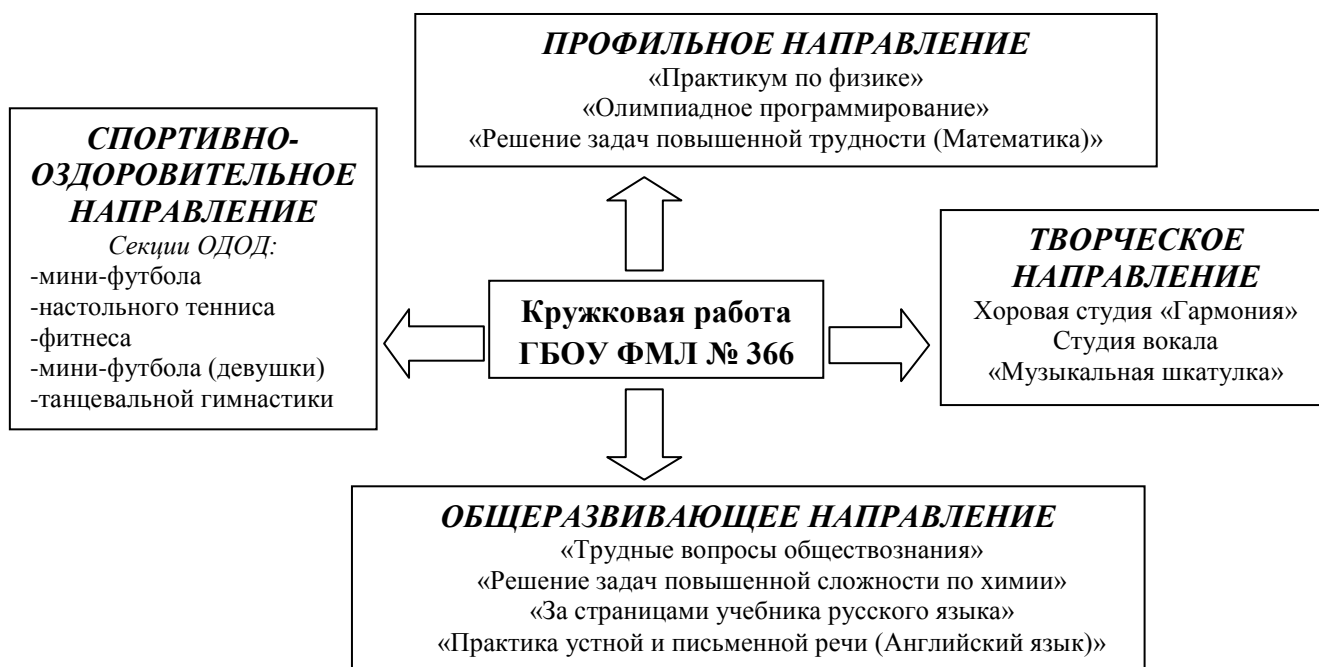 ПРОФИЛЬНОЕ НАПРАВЛЕНИЕ
«Практикум по физике»
«Олимпиадное программирование»
«Решение задач повышенной трудности (Математика)»
СПОРТИВНО-
ОЗДОРОВИТЕЛЬНОЕ
НАПРАВЛЕНИЕ
Секции ОДОД:
-мини-футбола
-настольного тенниса
-фитнеса
-мини-футбола (девушки)
-танцевальной гимнастики
Кружковая работа
ГБОУ ФМЛ № 366
ТВОРЧЕСКОЕ
НАПРАВЛЕНИЕ
Хоровая студия «Гармония»
Студия вокала
«Музыкальная шкатулка»
ОБЩЕРАЗВИВАЮЩЕЕ НАПРАВЛЕНИЕ
«Трудные вопросы обществознания»
«Решение задач повышенной сложности по химии»
«За страницами учебника русского языка»
«Практика устной и письменной речи (Английский язык)»